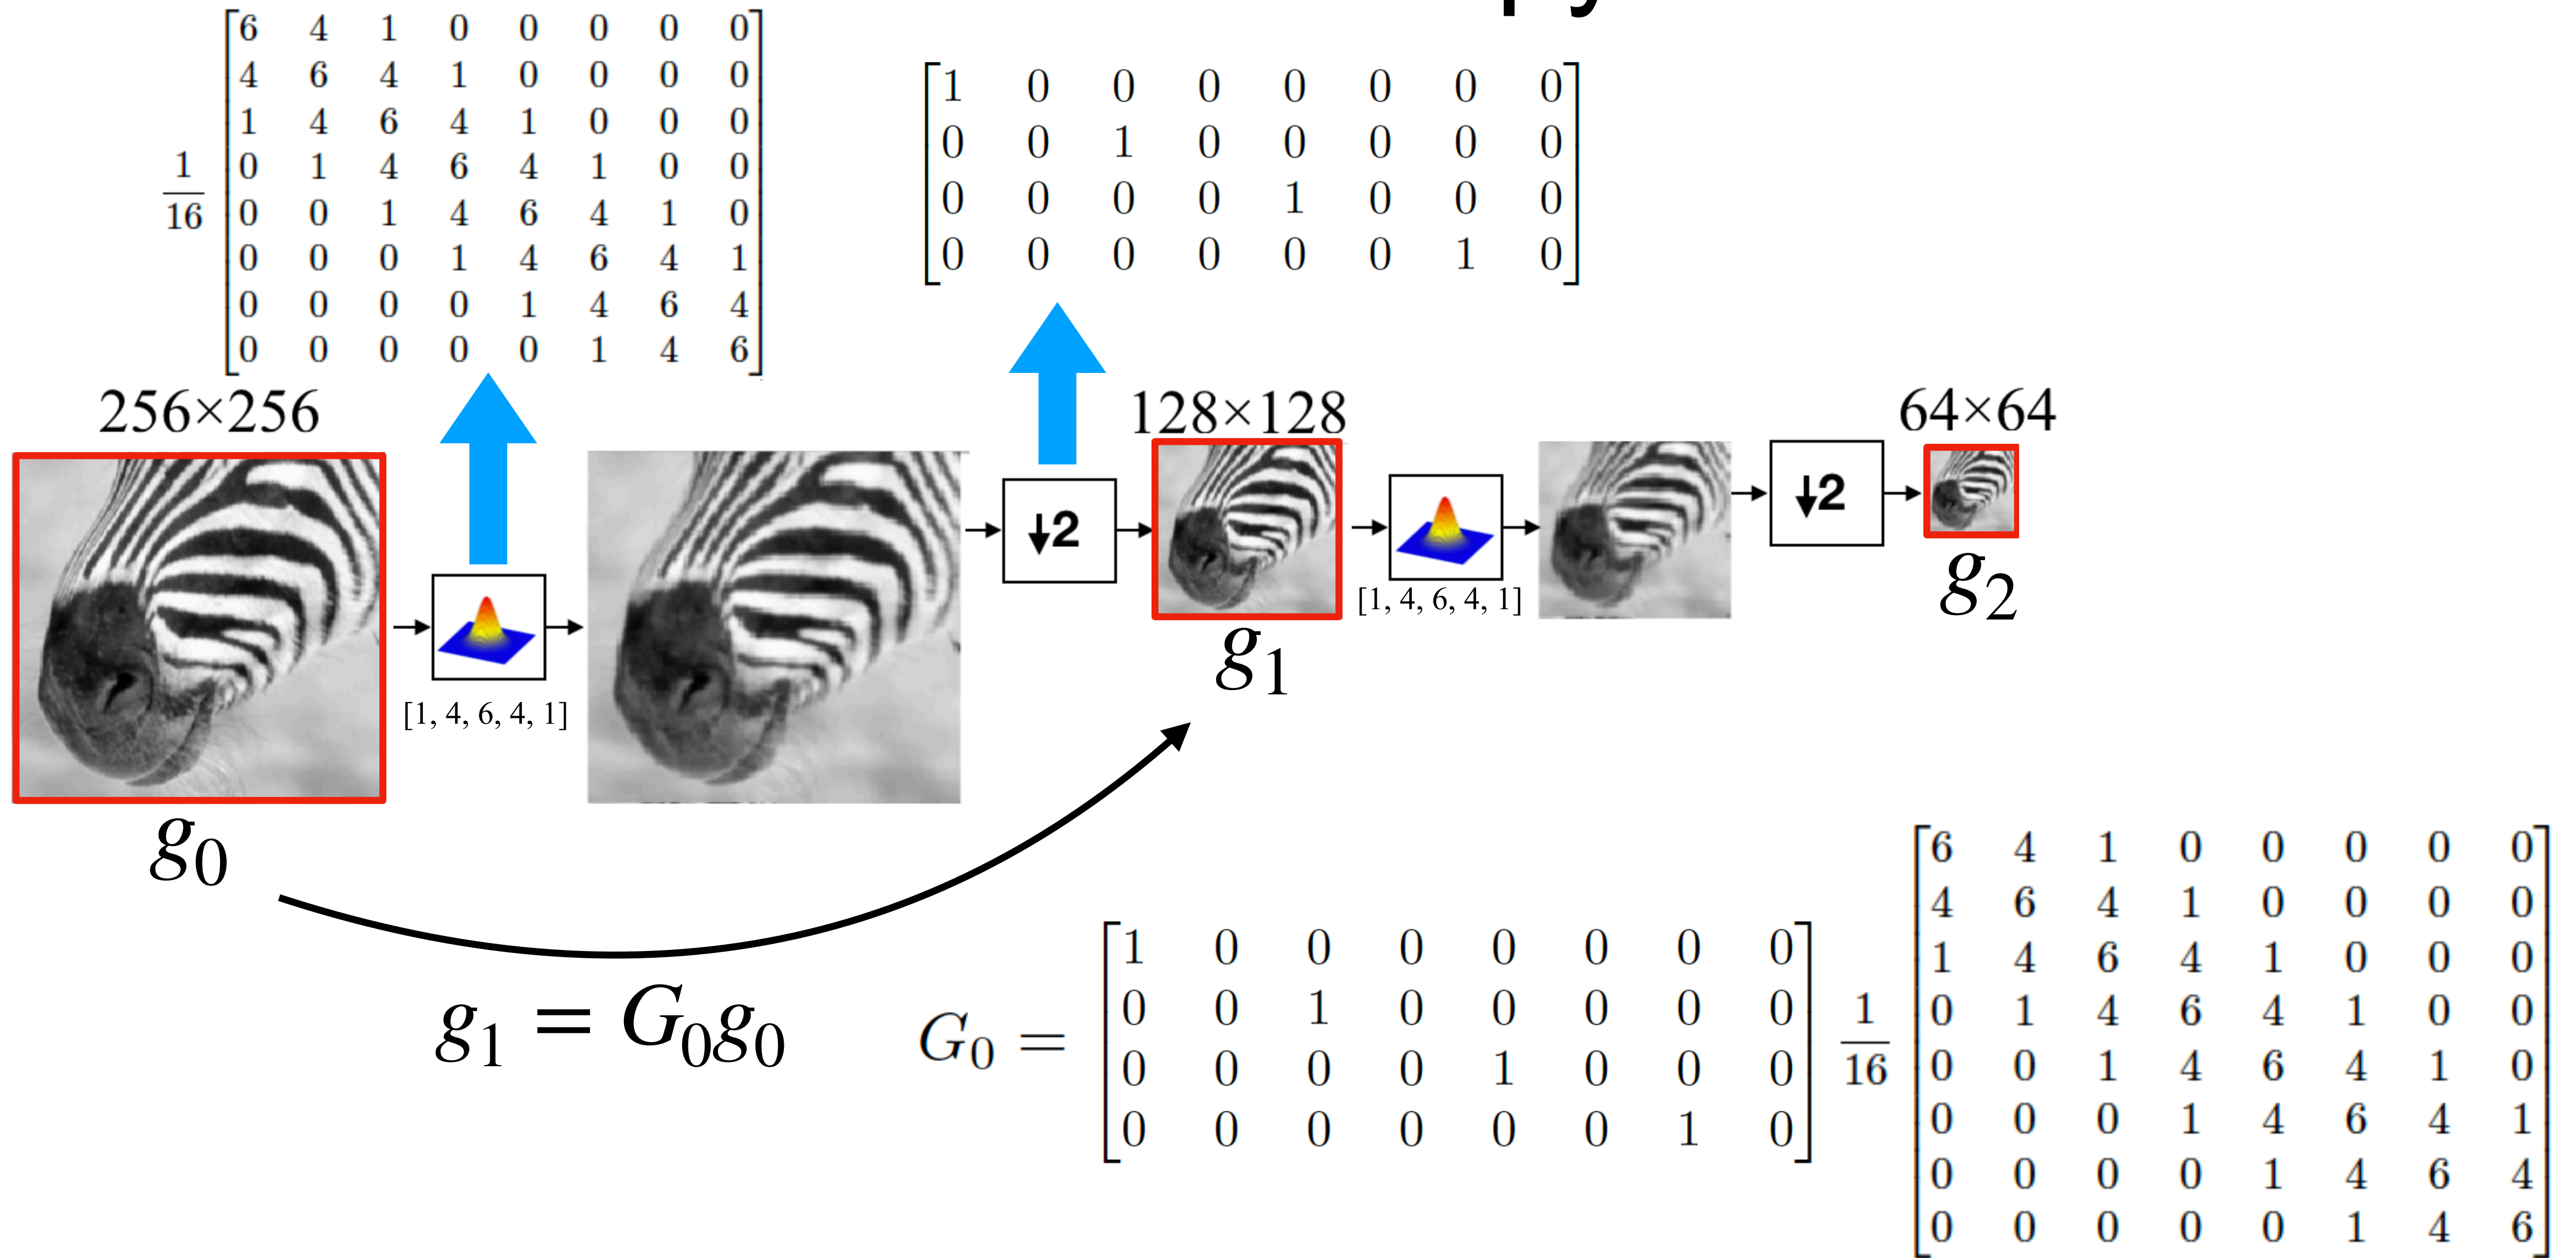 py
1/16
6 4 1 0 0 0 0 0
4 6 4 1 0 0 0 0
1 4 6 4 1 0 0 0
0 1 4 6 4 1 0 0
0 0 1 4 6 4 1 0
0 0 0 1 4 6 4 1
0 0 0 0 1 4 6 4
0 0 0 0 0 1 4 6
1 0 0 0 0 0 0 0
0 0 1 0 0 0 0 0
0 0 0 0 1 0 0 0
0 0 0 0 0 0 1 0
256×256
128×128
64×64
[1, 4, 6, 4, 1]
↓2
[1, 4, 6, 4, 1]
↓2
g0
g1
g2
g1 = G0g0
G0 =
1 0 0 0 0 0 0 0
0 0 1 0 0 0 0 0
0 0 0 0 1 0 0 0
0 0 0 0 0 0 1 0
1/16
6 4 1 0 0 0 0 0
4 6 4 1 0 0 0 0
1 4 6 4 1 0 0 0
0 1 4 6 4 1 0 0
0 0 1 4 6 4 1 0
0 0 0 1 4 6 4 1
0 0 0 0 1 4 6 4
0 0 0 0 0 1 4 6